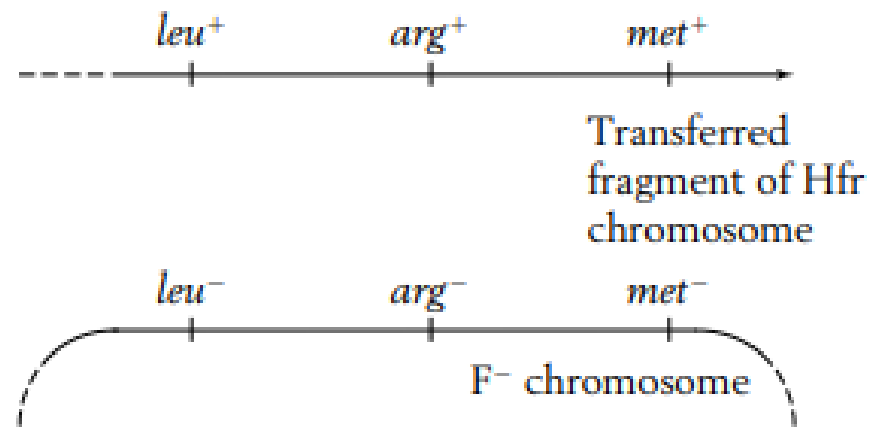 leu⁺ arg⁺ met⁺
Transferred
fragment of Hfr
chromosome
leu⁻ arg⁻ met⁻
F⁻ chromosome